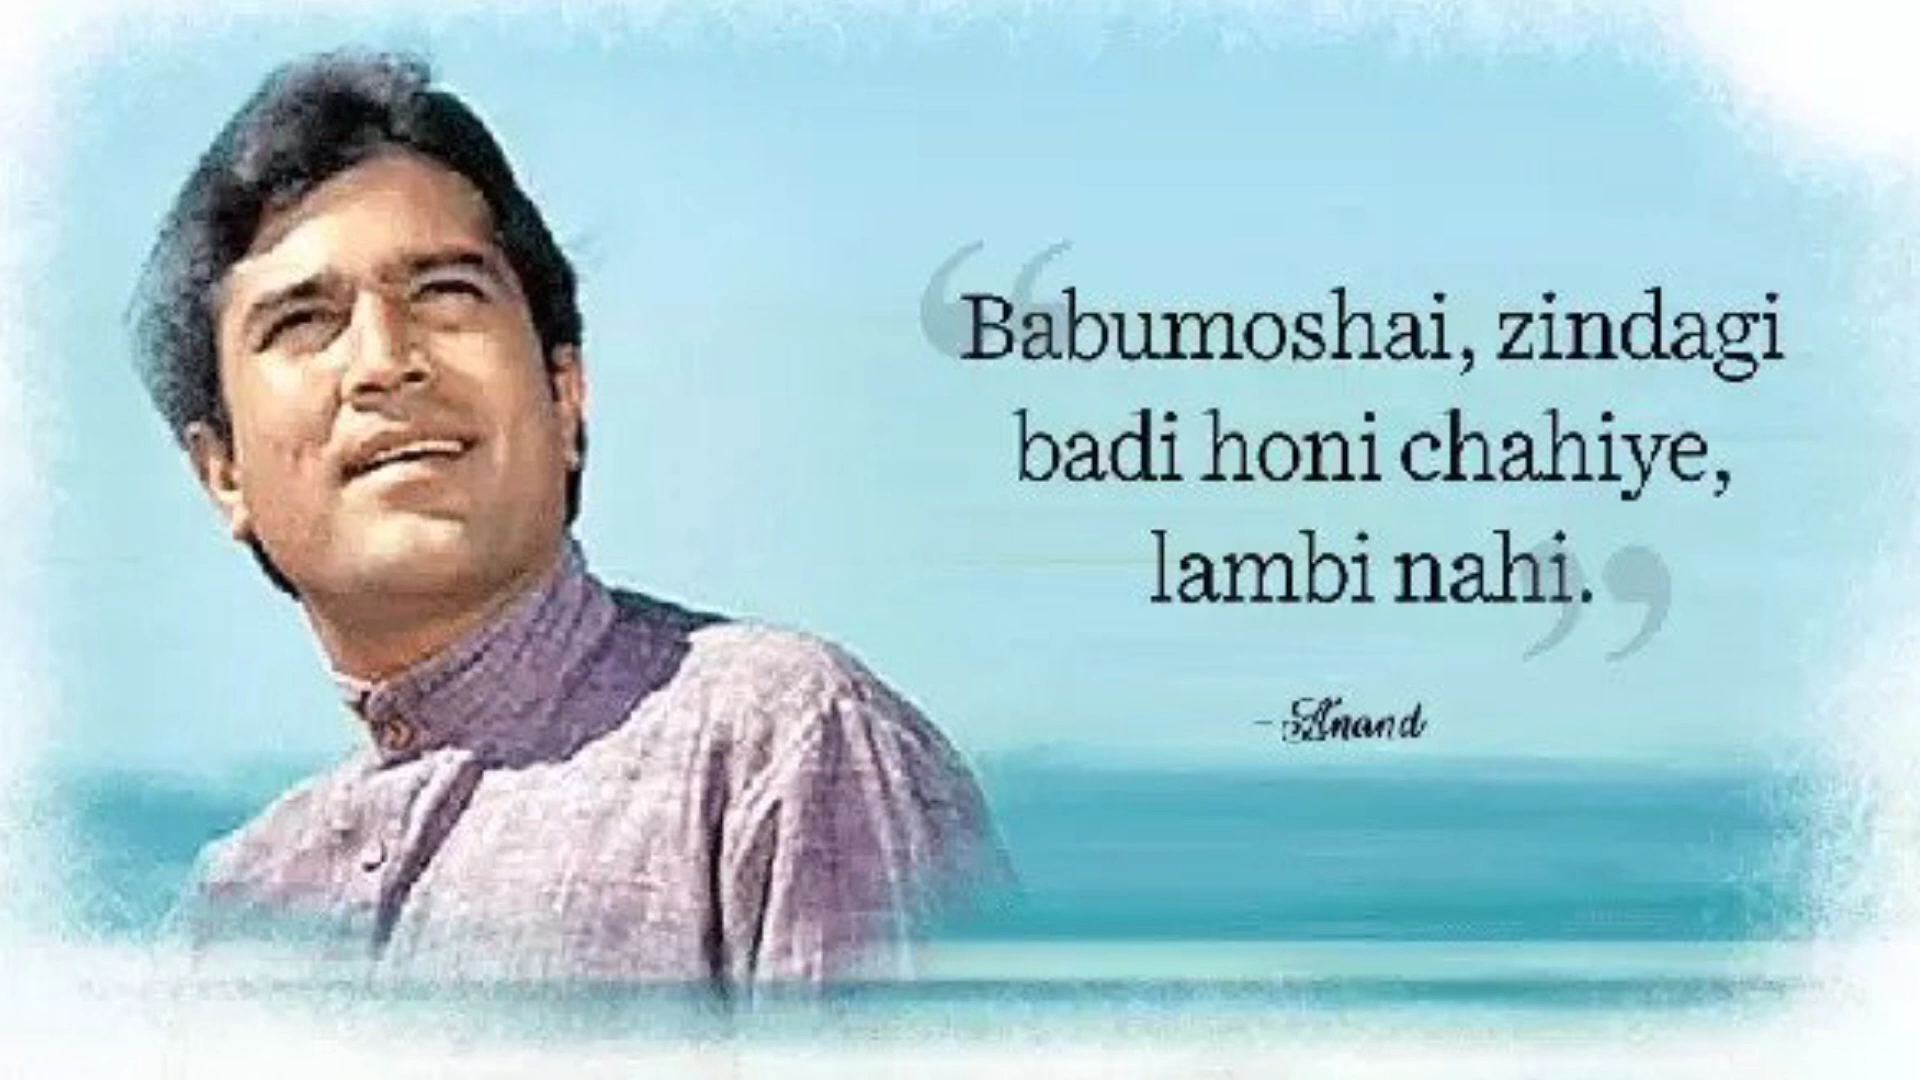 “Babumoshai, zindagi
badi honi chahiye,
lambi nahi.”
-Anand